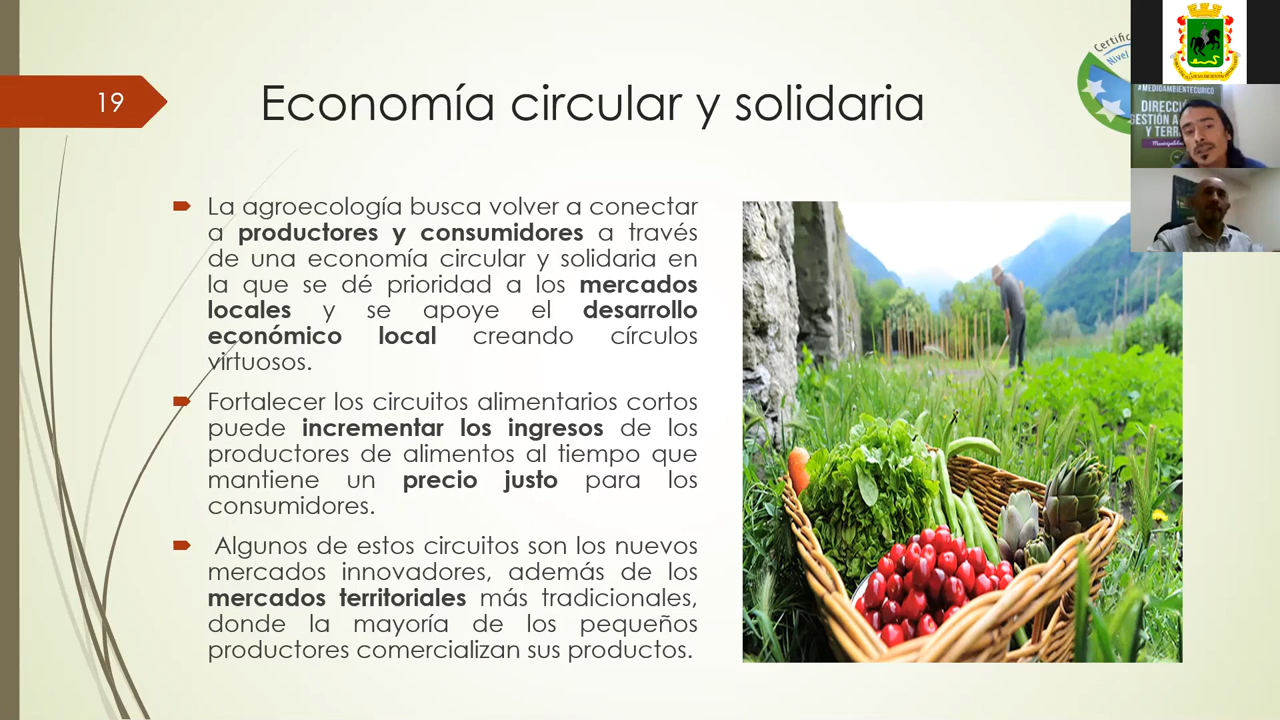 19
Economía circular y solidaria
La agroecología busca volver a conectar
a productores y consumidores a través
de una economía circular y solidaria en
la que se dé prioridad a los mercados
locales y se apoye el desarrollo
económico local creando círculos
virtuosos.
Fortalecer los circuitos alimentarios cortos
puede incrementar los ingresos de los
productores de alimentos al tiempo que
mantiene un precio justo para los
consumidores.
Algunos de estos circuitos son los nuevos
mercados innovadores, además de los
mercados territoriales más tradicionales,
donde la mayoría de los pequeños
productores comercializan sus productos.
Nivel
#MEDIOAMBIENTECURICÓ